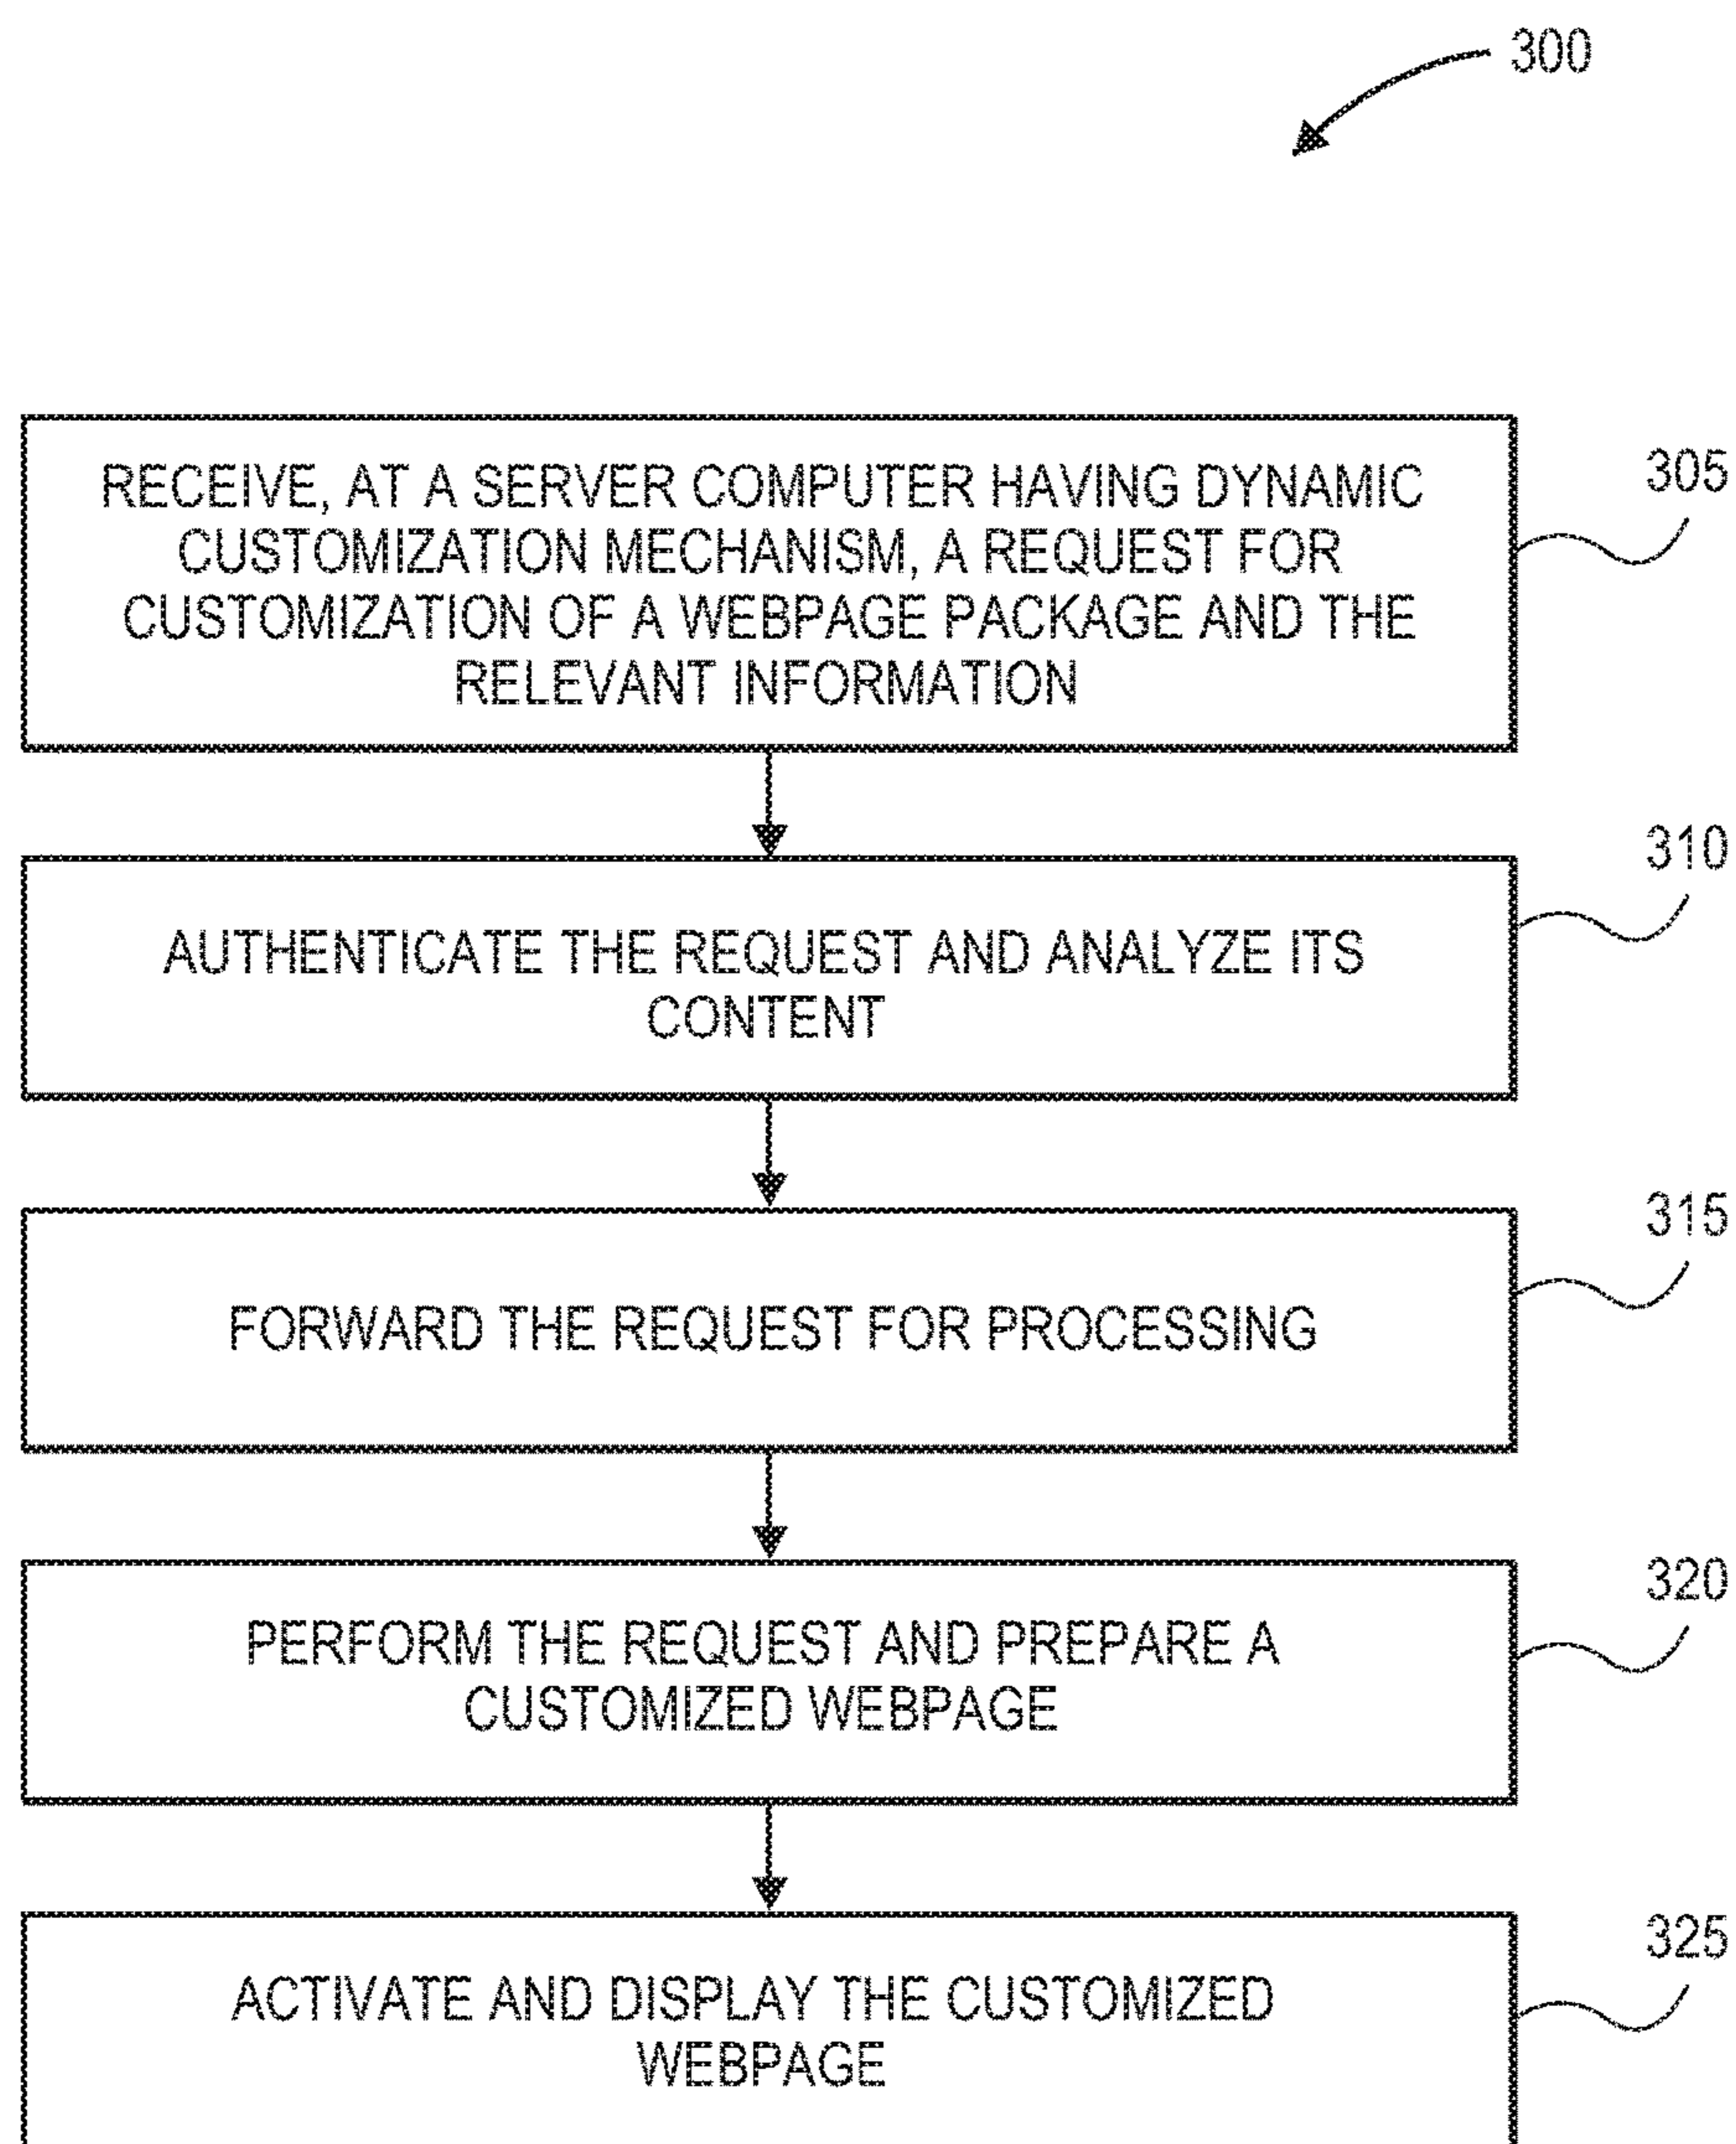 300
RECEIVE, AT A SERVER COMPUTER HAVING DYNAMIC
CUSTOMIZATION MECHANISM, A REQUEST FOR
CUSTOMIZATION OF A WEBPAGE PACKAGE AND THE
RELEVANT INFORMATION
305
AUTHENTICATE THE REQUEST AND ANALYZE ITS
CONTENT
310
FORWARD THE REQUEST FOR PROCESSING
315
PERFORM THE REQUEST AND PREPARE A
CUSTOMIZED WEBPAGE
320
ACTIVATE AND DISPLAY THE CUSTOMIZED
WEBPAGE
325